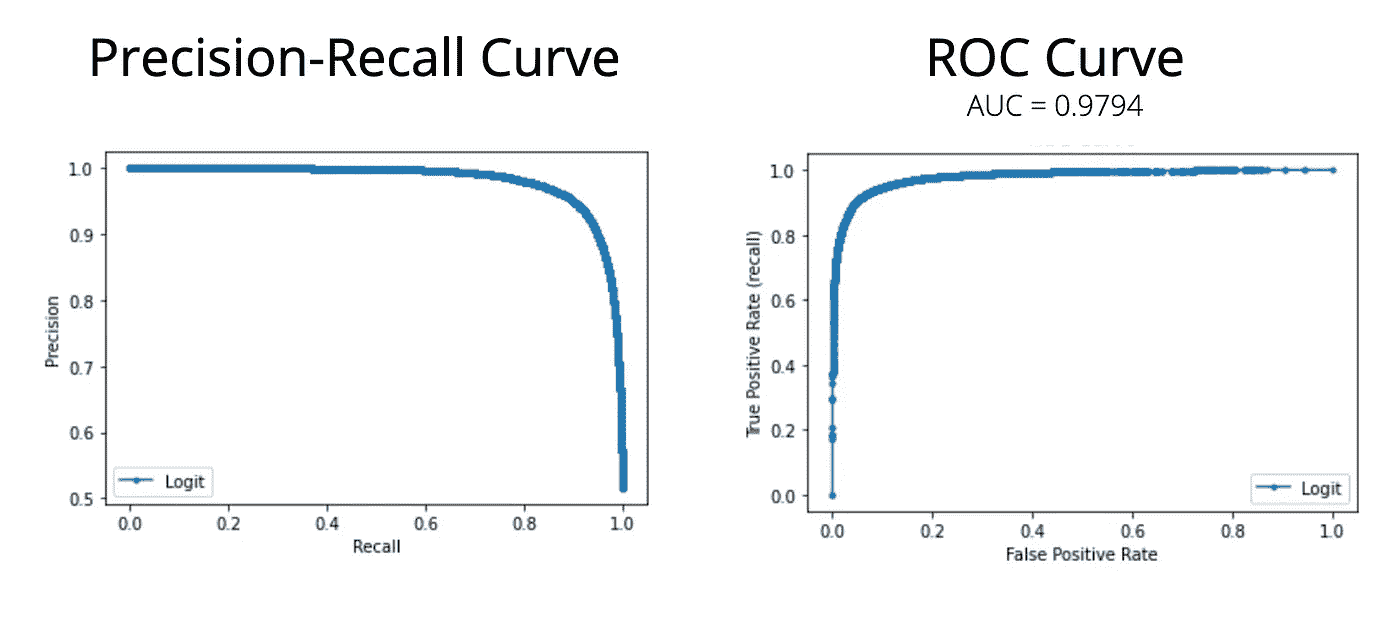 Precision-Recall Curve
1.0
0.9
0.8
0.7
0.6
0.5
Precision
Logit
0.0 0.2 0.4 0.6 0.8 1.0
Recall
ROC Curve
AUC = 0.9794
1.0
0.8
0.6
0.4
0.2
0.0
True Positive Rate (recall)
Logit
0.0 0.2 0.4 0.6 0.8 1.0
False Positive Rate